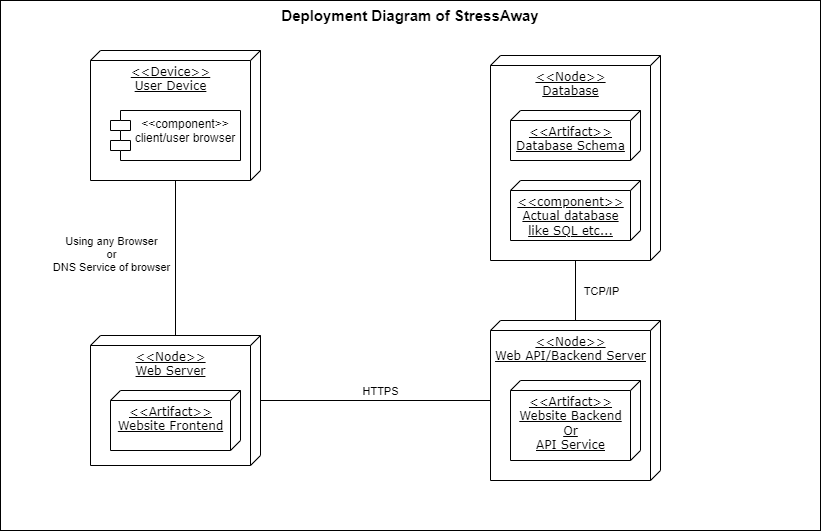 Deployment Diagram of StressAway
<<Device>>
User Device
<<component>>
client/user browser
<<Node>>
Database
<<Artifact>>
Database Schema
<<component>>
Actual database
like SQL etc...
Using any Browser
or
DNS Service of browser
TCP/IP
<<Node>>
Web Server
<<Artifact>>
Website Frontend
HTTPS
<<Node>>
Web API/Backend Server
<<Artifact>>
Website Backend
Or
API Service